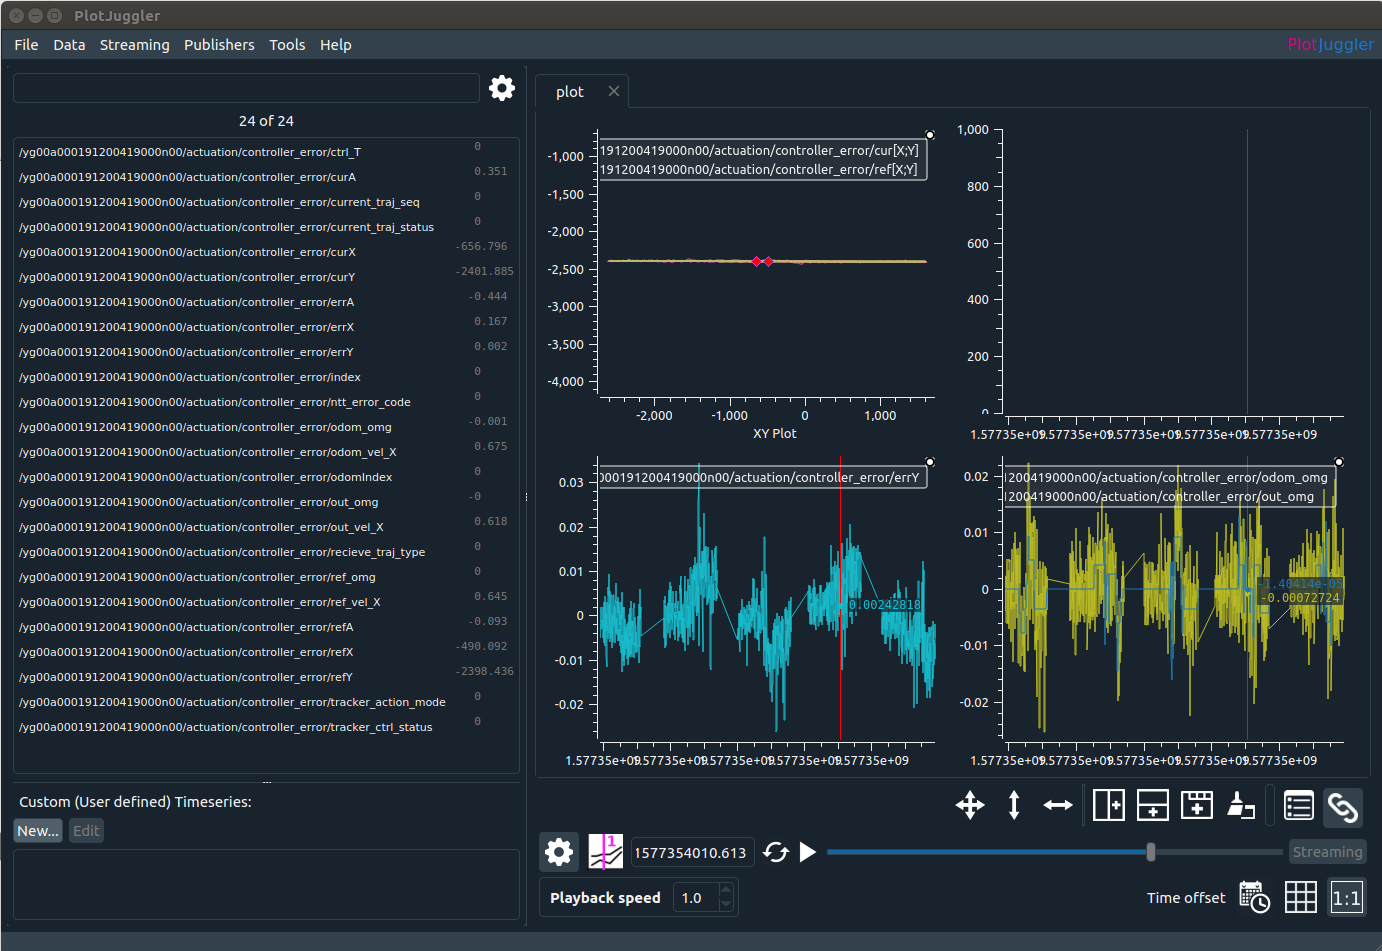 PlotJuggler
File Data Streaming Publishers Tools Help
PlotJuggler
24 of 24
/yg00a000191200419000n00/actuation/controller_error/ctrl_T 0
/yg00a000191200419000n00/actuation/controller_error/curA 0.351
/yg00a000191200419000n00/actuation/controller_error/current_traj_seq 0
/yg00a000191200419000n00/actuation/controller_error/current_traj_status 0
/yg00a000191200419000n00/actuation/controller_error/curX -656.796
/yg00a000191200419000n00/actuation/controller_error/curY -2401.885
/yg00a000191200419000n00/actuation/controller_error/errA -0.444
/yg00a000191200419000n00/actuation/controller_error/errX 0.167
/yg00a000191200419000n00/actuation/controller_error/errY 0.002
/yg00a000191200419000n00/actuation/controller_error/index 0
/yg00a000191200419000n00/actuation/controller_error/ntt_error_code 0
/yg00a000191200419000n00/actuation/controller_error/odom_omg -0.001
/yg00a000191200419000n00/actuation/controller_error/odom_vel_X 0.675
/yg00a000191200419000n00/actuation/controller_error/odomIndex 0
/yg00a000191200419000n00/actuation/controller_error/out_omg -0
/yg00a000191200419000n00/actuation/controller_error/out_vel_X 0.618
/yg00a000191200419000n00/actuation/controller_error/recieve_traj_type 0
/yg00a000191200419000n00/actuation/controller_error/ref_omg 0
/yg00a000191200419000n00/actuation/controller_error/ref_vel_X 0.645
/yg00a000191200419000n00/actuation/controller_error/refA -0.093
/yg00a000191200419000n00/actuation/controller_error/refX -490.092
/yg00a000191200419000n00/actuation/controller_error/refY -2398.436
/yg00a000191200419000n00/actuation/controller_error/tracker_action_mode 0
/yg00a000191200419000n00/actuation/controller_error/tracker_ctrl_status 0
Custom (User defined) Timeseries:
New... Edit
plot
191200419000n00/actuation/controller_error/cur[X;Y]
191200419000n00/actuation/controller_error/ref[X;Y]
-1,000
-1,500
-2,000
-2,500
-3,000
-3,500
-4,000
-2,000 -1,000 0 1,000
XY Plot
1,000
800
600
400
200
0
1.57735e+09 1.57735e+09 1.57735e+09 1.57735e+09 1.57735e+09
000191200419000n00/actuation/controller_error/errY
0.03
0.02
0.01
0
-0.01
-0.02
0.00242818
1.57735e+09 1.57735e+09 1.57735e+09 1.57735e+09 1.57735e+09
1200419000n00/actuation/controller_error/odom_omg
1200419000n00/actuation/controller_error/out_omg
0.02
0.01
0
-0.01
-0.02
-1.40414e-05
-0.00072724
1.57735e+09 1.57735e+09 1.57735e+09 1.57735e+09 1.57735e+09
1
1577354010.613
Streaming
Playback speed 1.0
Time offset
1:1